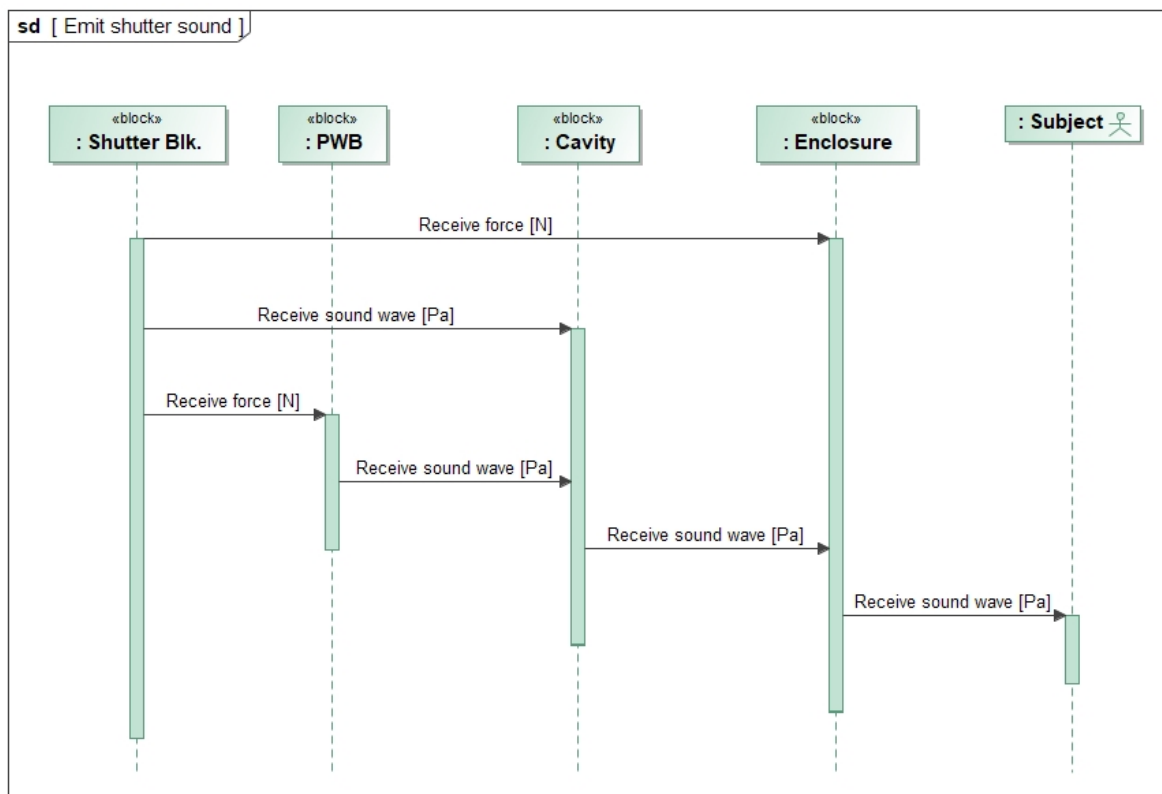 sd [ Emit shutter sound ]
«block»
: Shutter Blk.
«block»
: PWB
«block»
: Cavity
«block»
: Enclosure
: Subject
Receive force [N]
Receive sound wave [Pa]
Receive force [N]
Receive sound wave [Pa]
Receive sound wave [Pa]
Receive sound wave [Pa]